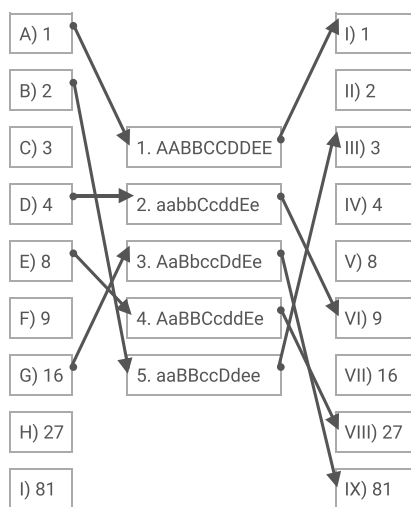 A) 1
B) 2
C) 3
D) 4
E) 8
F) 9
G) 16
H) 27
I) 81
1. AABBCCDDEE
2. aabbCcddEe
3. AaBbccDdEe
4. AaBBCcddEe
5. aaBBccDdee
I) 1
II) 2
III) 3
IV) 4
V) 8
VI) 9
VII) 16
VIII) 27
IX) 81